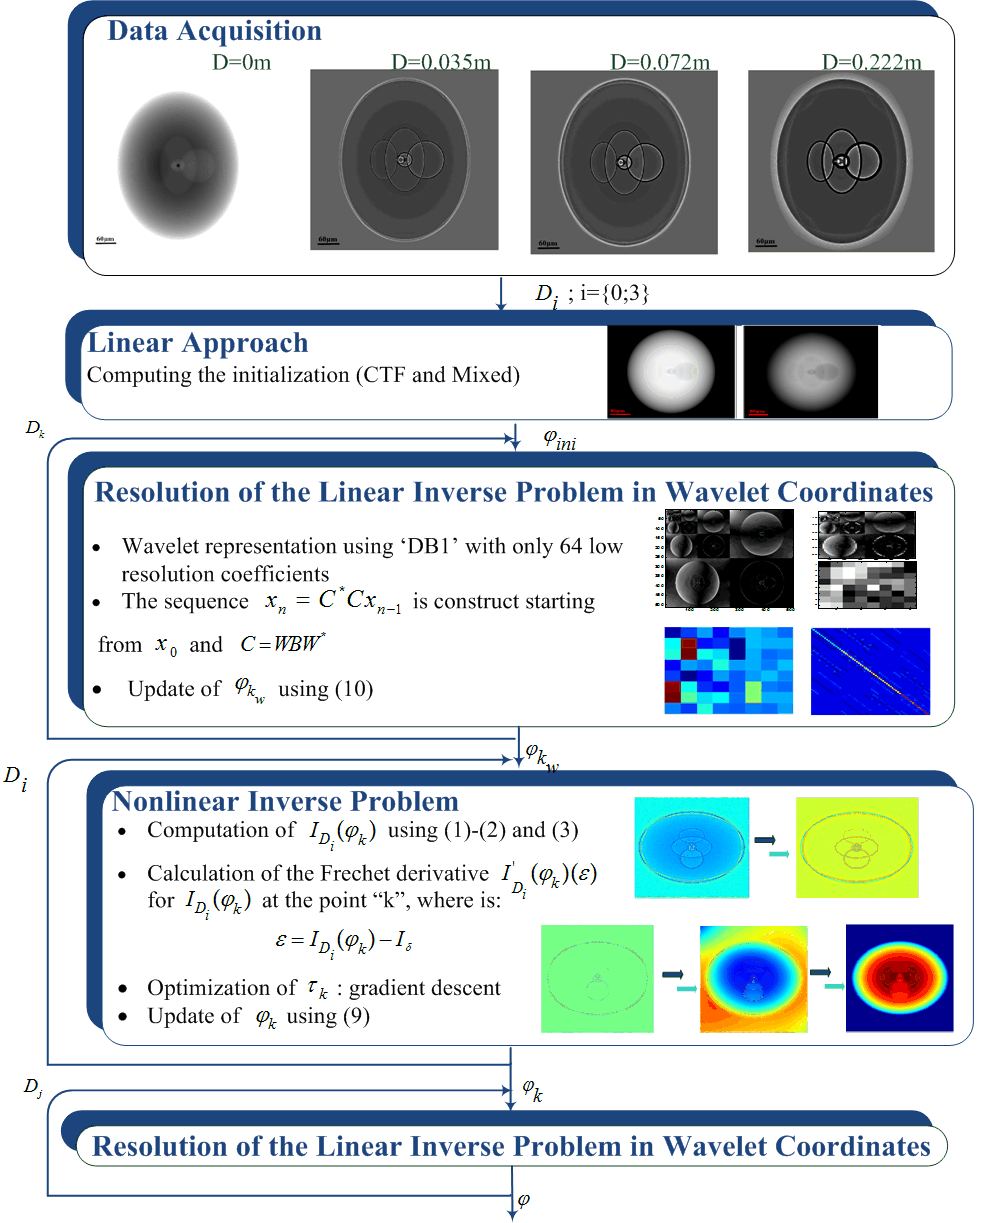 Data Acquisition
D=0m D=0.035m D=0.072m D=0.222m
60μm 60μm 60μm 60μm
D_i ; i={0;3}
Linear Approach
Computing the initialization (CTF and Mixed)
D_k
φ_ini
Resolution of the Linear Inverse Problem in Wavelet Coordinates
• Wavelet representation using ‘DB1’ with only 64 low
resolution coefficients
• The sequence x_n = C^*Cx_{n-1} is construct starting
from x_0 and C=WBW^*
• Update of φ_{k_w} using (10)
φ_{k_w}
D_i
Nonlinear Inverse Problem
• Computation of I_{D_i}(φ_k) using (1)-(2) and (3)
• Calculation of the Frechet derivative I'_{D_i}(φ_k)(ε)
for I_{D_i}(φ_k) at the point “k”, where is:
ε = I_{D_i}(φ_k) − I_δ
• Optimization of τ_k : gradient descent
• Update of φ_k using (9)
D_j
φ_k
Resolution of the Linear Inverse Problem in Wavelet Coordinates
φ